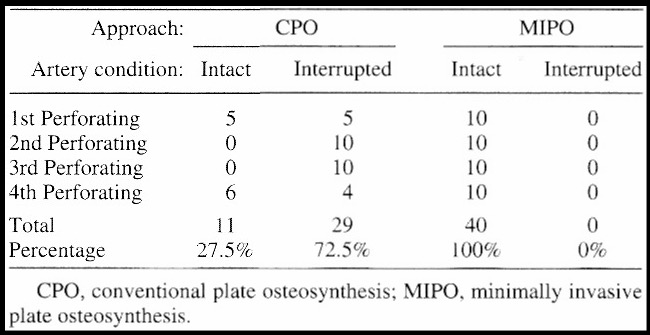 Approach: CPO MIPO
Artery condition: Intact Interrupted Intact Interrupted
1st Perforating 5 5 10 0
2nd Perforating 0 10 10 0
3rd Perforating 0 10 10 0
4th Perforating 6 4 10 0
Total 11 29 40 0
Percentage 27.5% 72.5% 100% 0%
CPO, conventional plate osteosynthesis; MIPO, minimally invasive
plate osteosynthesis.